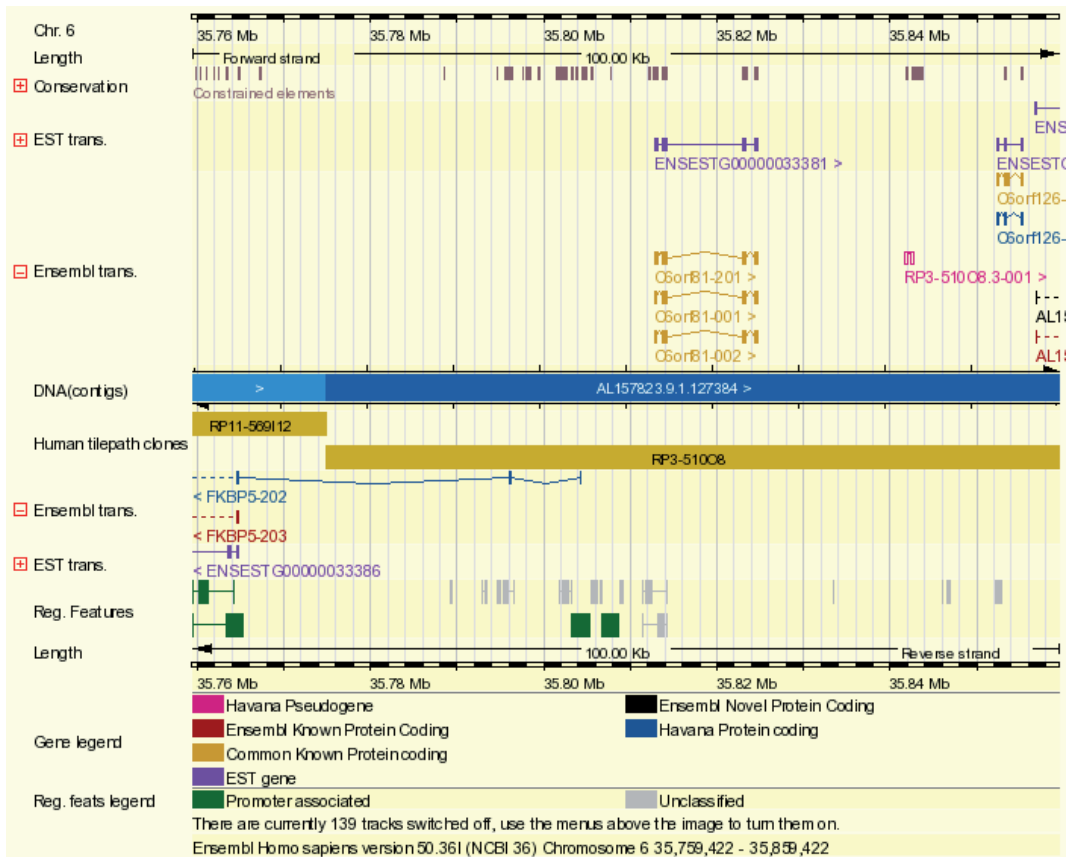 Chr. 6
35.76 Mb 35.78 Mb 35.80 Mb 35.82 Mb 35.84 Mb
Length Forward strand 100.00 Kb
Conservation
Constrained elements
ENS
EST trans.
ENSESTG00000033381 > ENSESTG
C6orf126-
C6orf126-
Ensembl trans.
C6orf81-201 > RP3-510O8.3-001 >
C6orf81-001 > AL15
C6orf81-002 > AL15
DNA(contigs) > AL157823.9.1.127384 >
RP11-569I12
Human tilepath clones
RP3-510O8
< FKBP5-202
Ensembl trans.
< FKBP5-203
EST trans.
< ENSESTG00000033386
Reg. Features
Length 100.00 Kb Reverse strand
35.76 Mb 35.78 Mb 35.80 Mb 35.82 Mb 35.84 Mb
Havana Pseudogene Ensembl Novel Protein Coding
Ensembl Known Protein Coding Havana Protein coding
Gene legend
Common Known Protein coding
EST gene
Reg. feats legend Promoter associated Unclassified
There are currently 139 tracks switched off, use the menus above the image to turn them on.
Ensembl Homo sapiens version 50.36l (NCBI 36) Chromosome 6 35,759,422 - 35,859,422